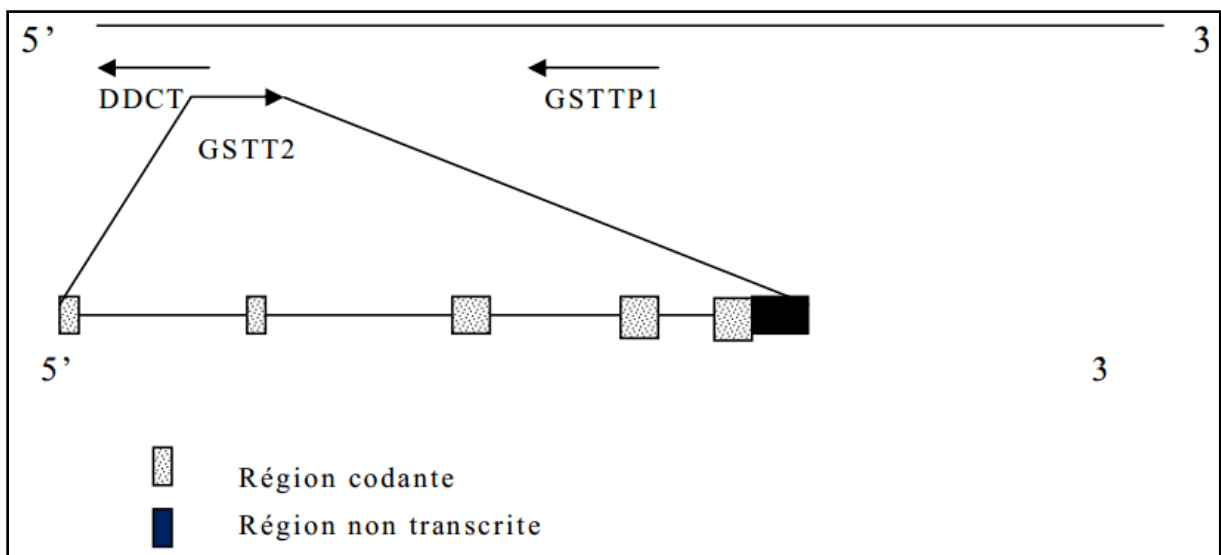 5’ 3
DDCT GSTTP1
GSTT2
5’ 3
Région codante
Région non transcrite